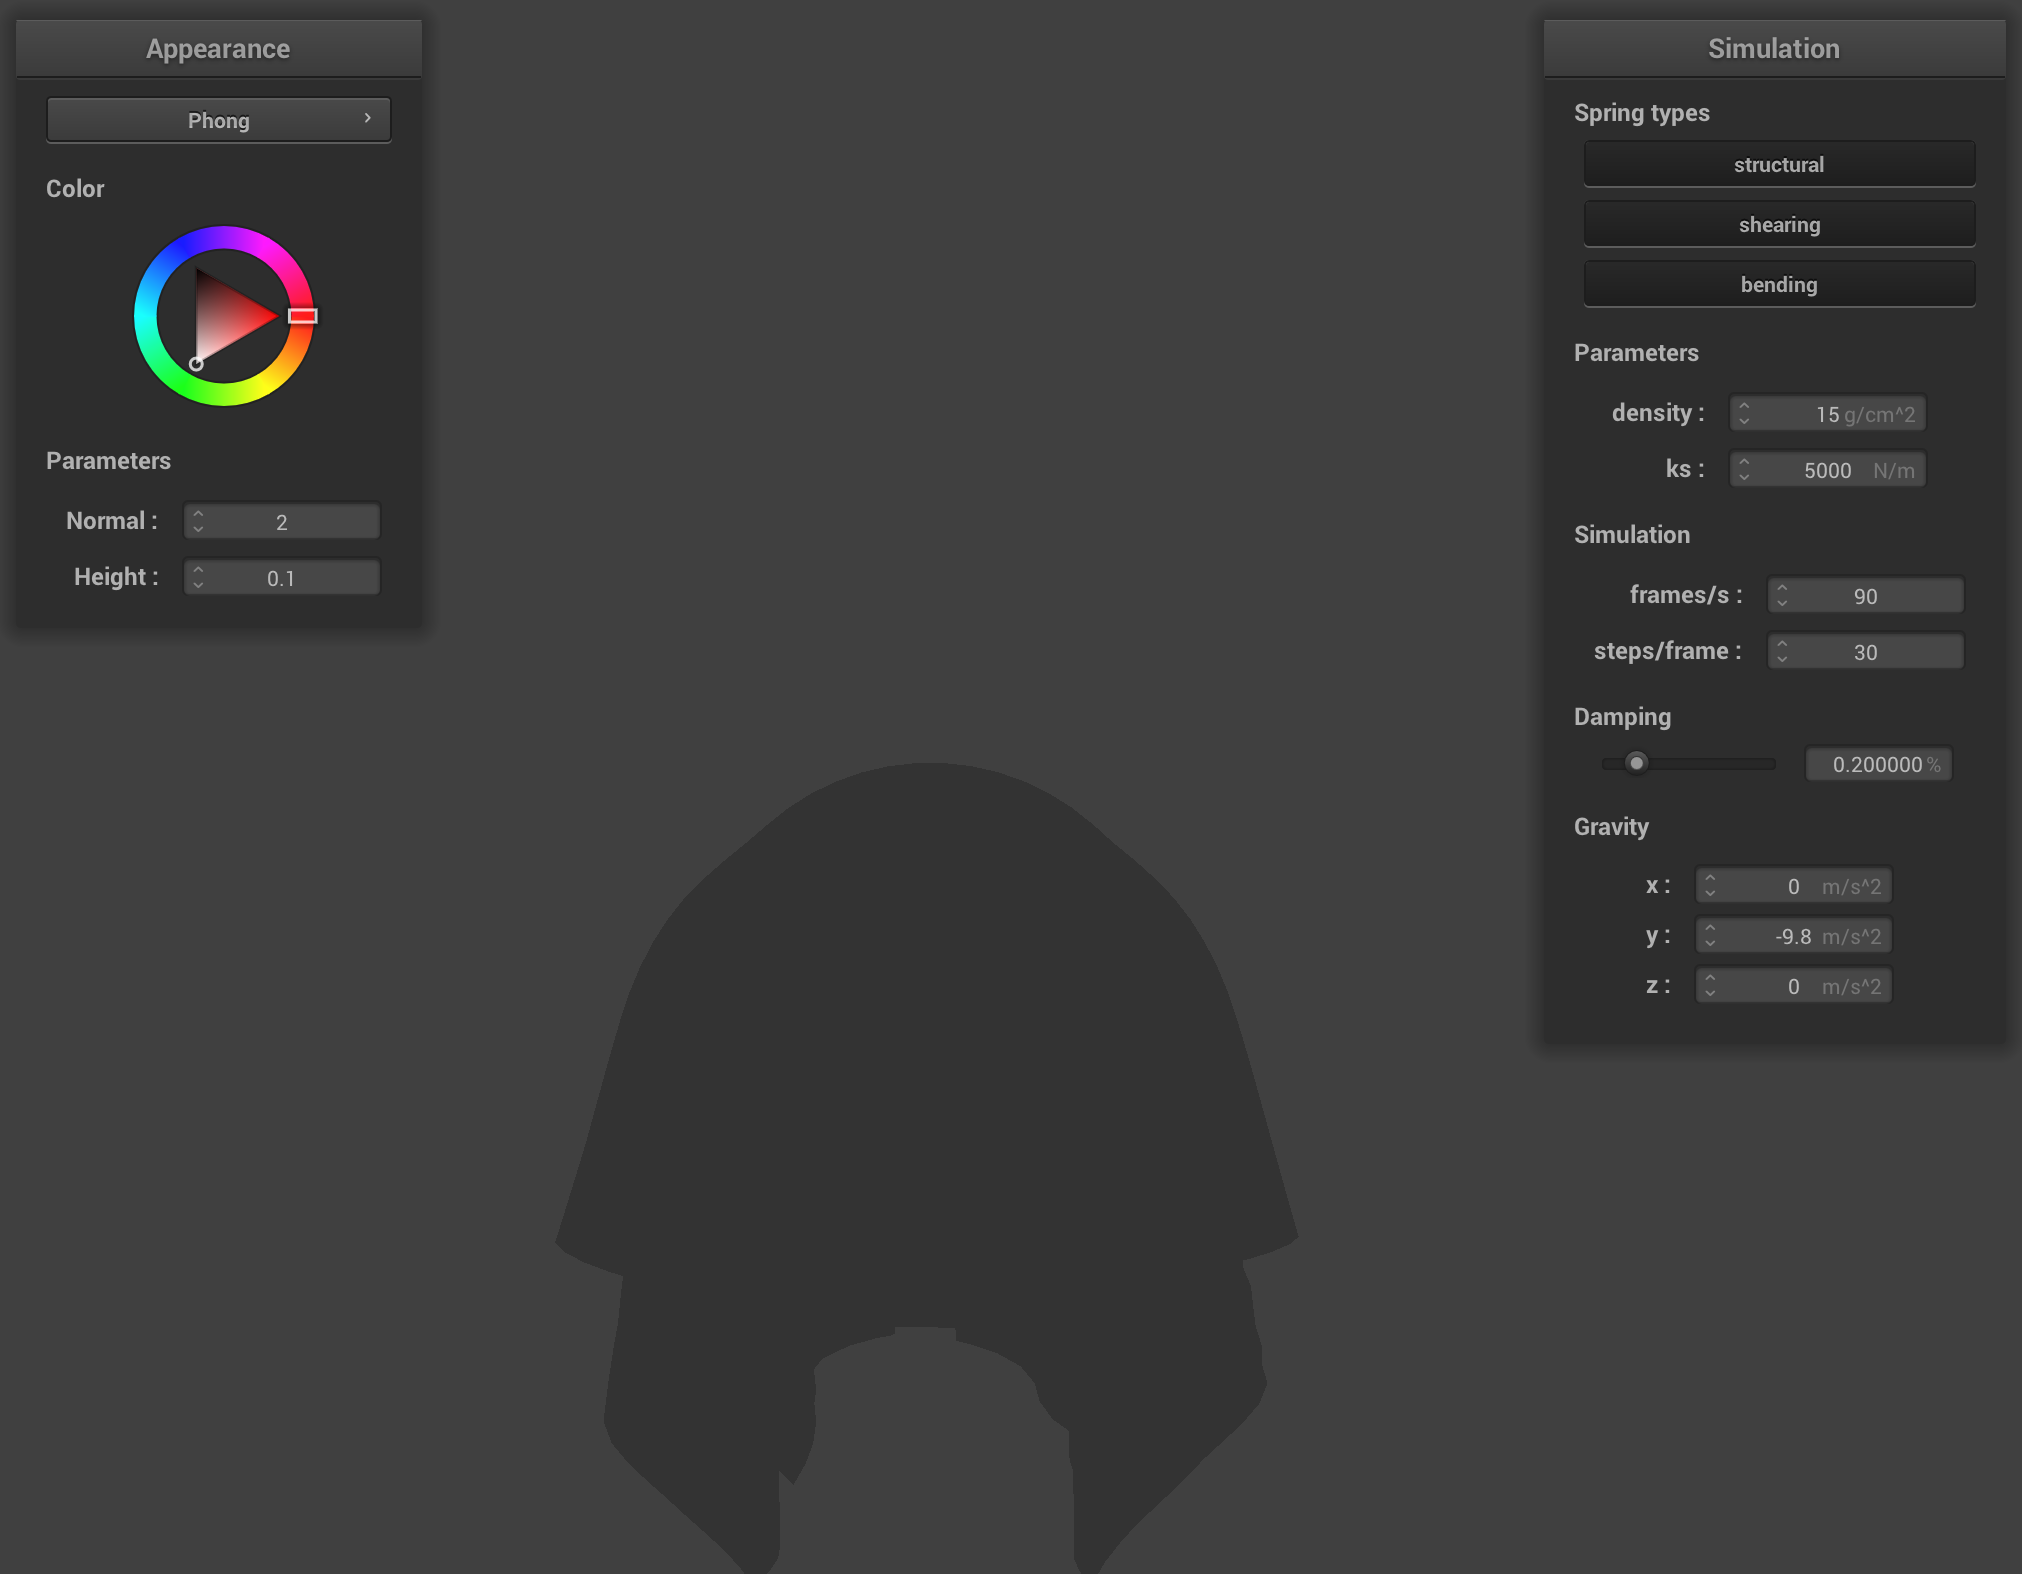 Appearance
Phong
Color
Parameters
Normal : 2
Height : 0.1
Simulation
Spring types
structural
shearing
bending
Parameters
density : 15 g/cm^2
ks : 5000 N/m
Simulation
frames/s : 90
steps/frame : 30
Damping
0.200000 %
Gravity
x : 0 m/s^2
y : -9.8 m/s^2
z : 0 m/s^2